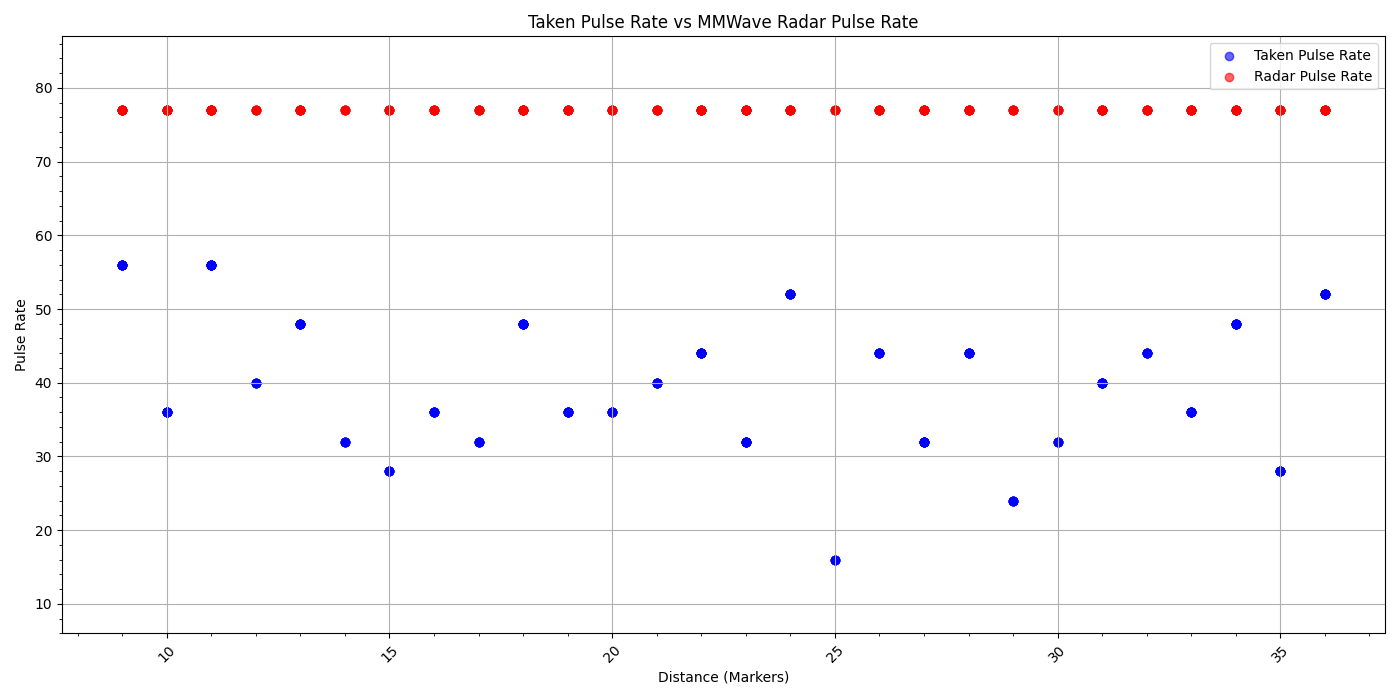 Taken Pulse Rate vs MMWave Radar Pulse Rate
Taken Pulse Rate
Radar Pulse Rate
80
70
60
50
40
30
20
10
Pulse Rate
10 15 20 25 30 35
Distance (Markers)